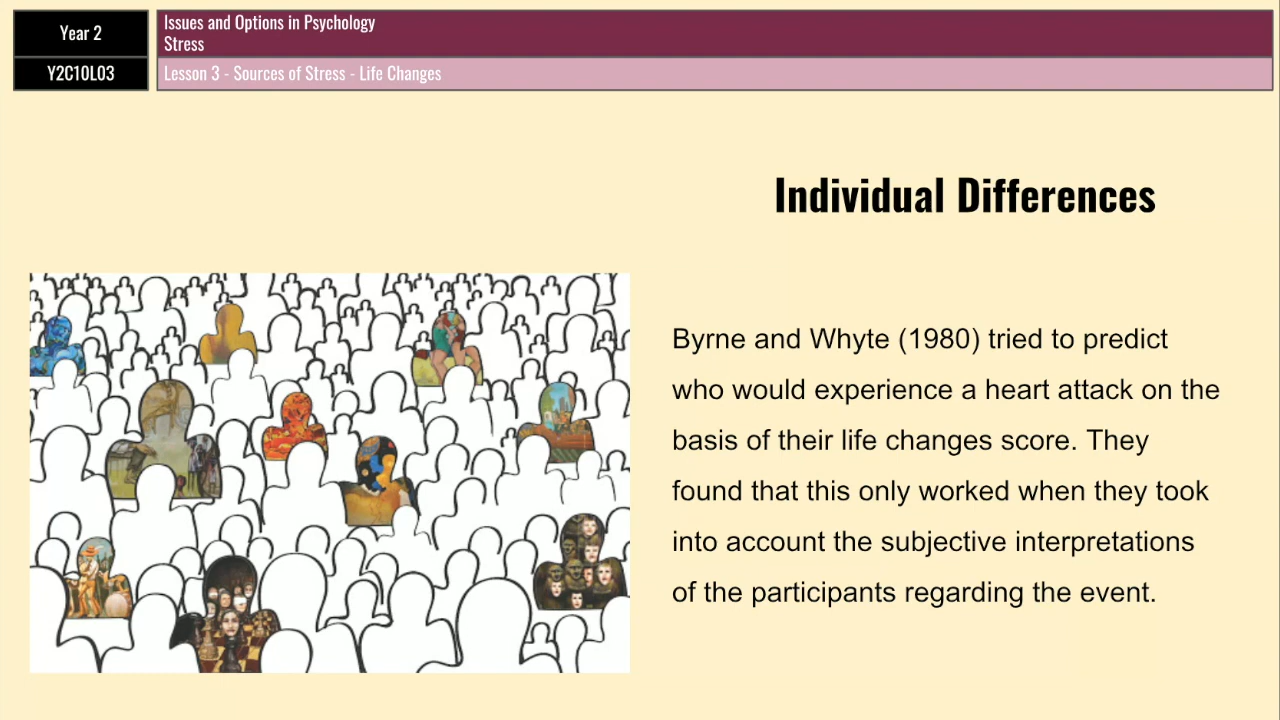 Year 2
Issues and Options in Psychology
Stress
Y2C10L03
Lesson 3 - Sources of Stress - Life Changes
Individual Differences
Byrne and Whyte (1980) tried to predict
who would experience a heart attack on the
basis of their life changes score. They
found that this only worked when they took
into account the subjective interpretations
of the participants regarding the event.